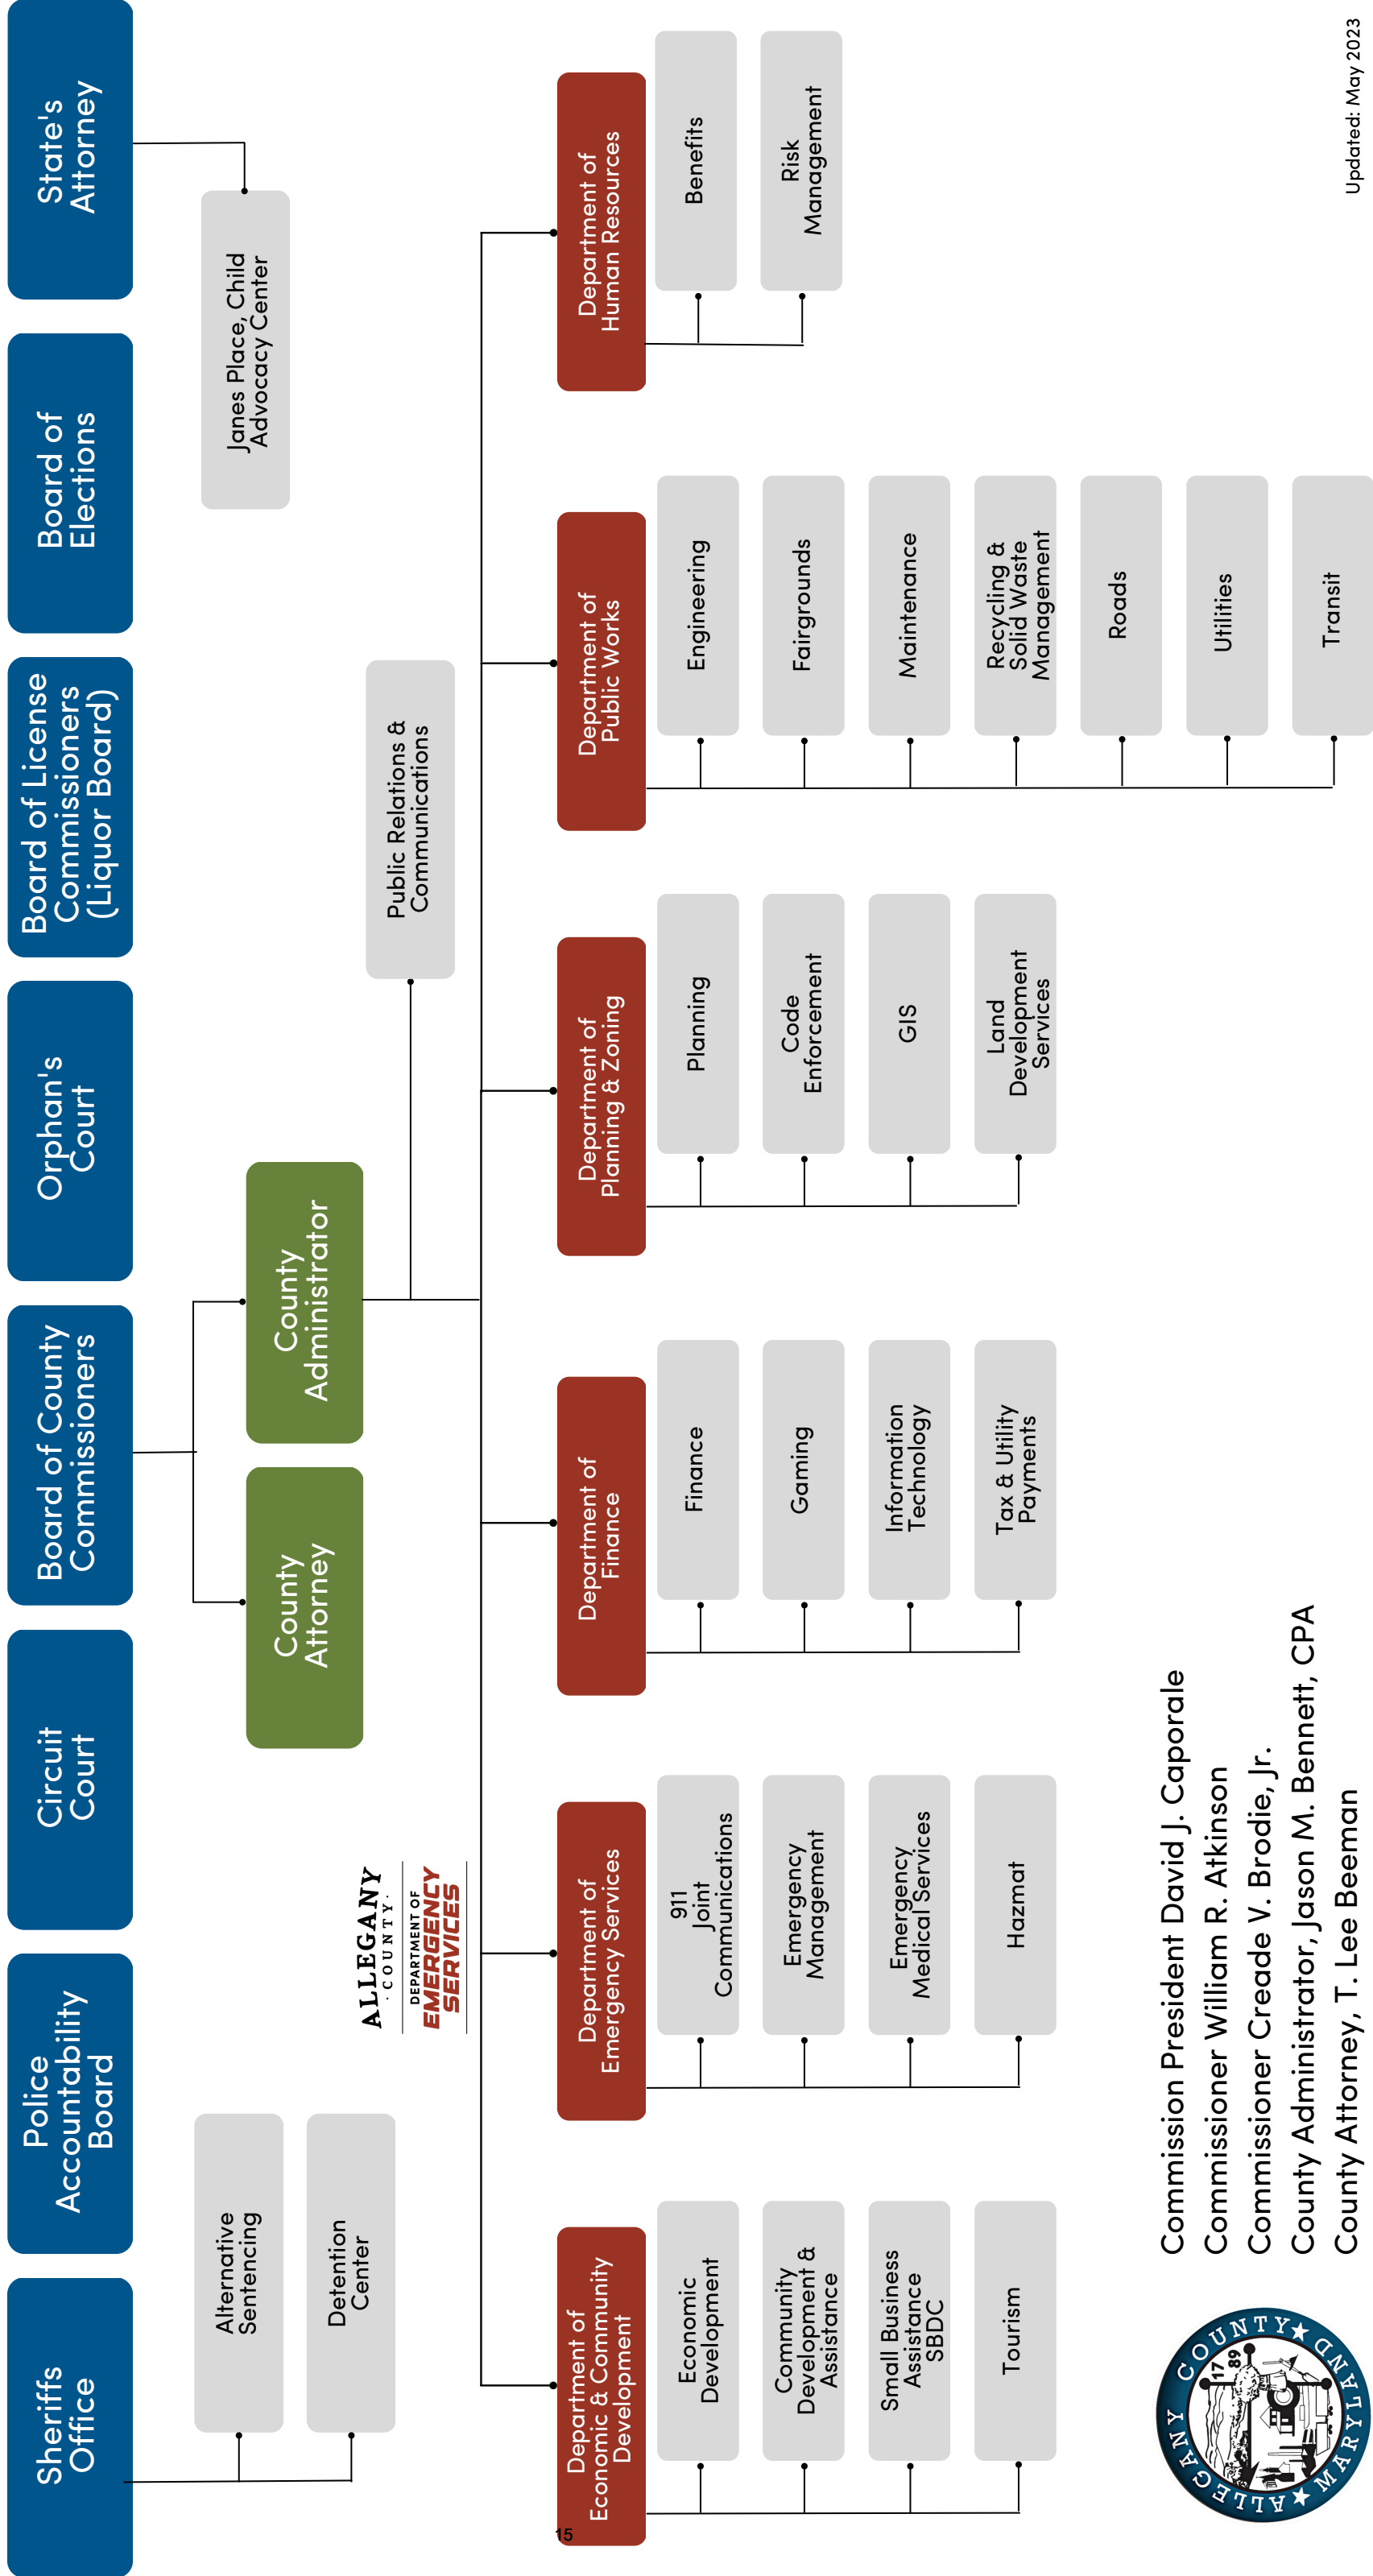 Sheriffs
Office
Police
Accountability
Board
Circuit
Court
Board of County
Commissioners
Orphan's
Court
Board of License
Commissioners
(Liquor Board)
Board of
Elections
State's
Attorney
Alternative
Sentencing
Detention
Center
County
Attorney
County
Administrator
Janes Place, Child
Advocacy Center
Public Relations &
Communications
ALLEGANY
· COUNTY ·
DEPARTMENT OF
EMERGENCY
SERVICES
Department of
Economic & Community
Development
Economic
Development
Community
Development &
Assistance
Small Business
Assistance
SBDC
Tourism
Department of
Emergency Services
911
Joint
Communications
Emergency
Management
Emergency
Medical Services
Hazmat
Department of
Finance
Finance
Gaming
Information
Technology
Tax & Utility
Payments
Department of
Planning & Zoning
Planning
Code
Enforcement
GIS
Land
Development
Services
Department of
Public Works
Engineering
Fairgrounds
Maintenance
Recycling &
Solid Waste
Management
Roads
Utilities
Transit
Department of
Human Resources
Benefits
Risk
Management
ALLEGANY COUNTY
MARYLAND
17
89
Commission President David J. Caporale
Commissioner William R. Atkinson
Commissioner Creade V. Brodie, Jr.
County Administrator, Jason M. Bennett, CPA
County Attorney, T. Lee Beeman
Updated: May 2023
15